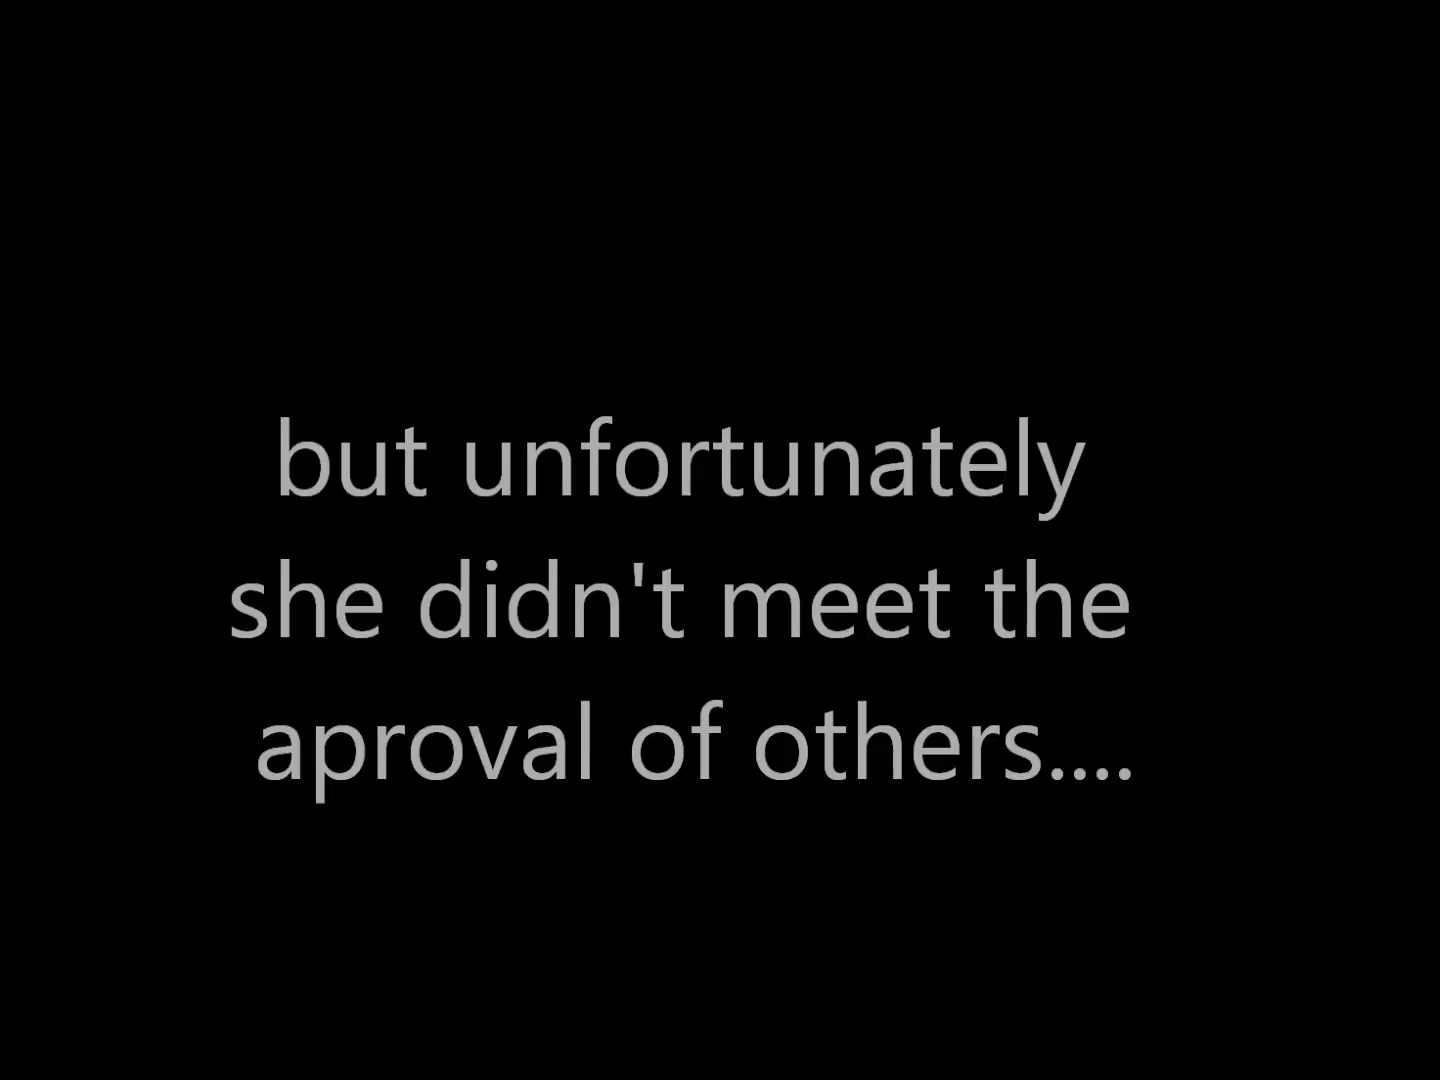 but unfortunately
she didn't meet the
aproval of others....